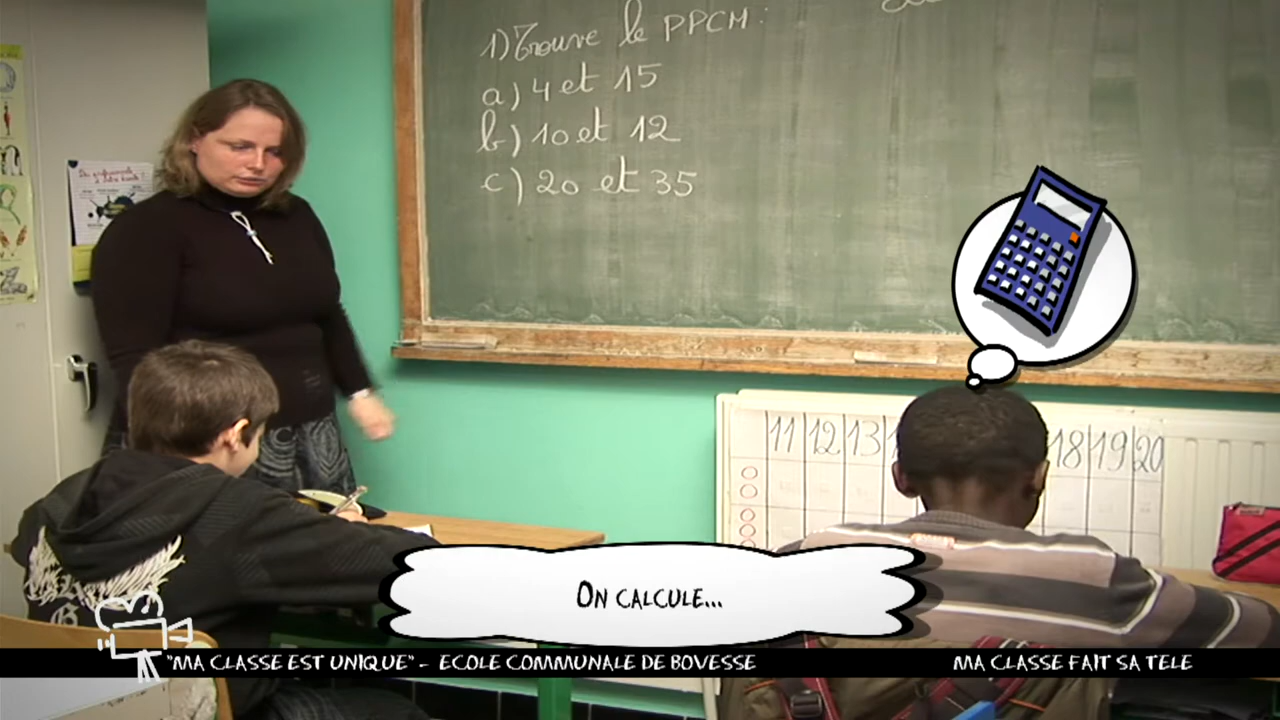 1) Trouve le PPCM :
a) 4 et 15
b) 10 et 12
c) 20 et 35
11 12 13
18 19 20
On calcule...
"MA CLASSE EST UNIQUE" - ECOLE COMMUNALE DE BOVESSE
MA CLASSE FAIT SA TELE